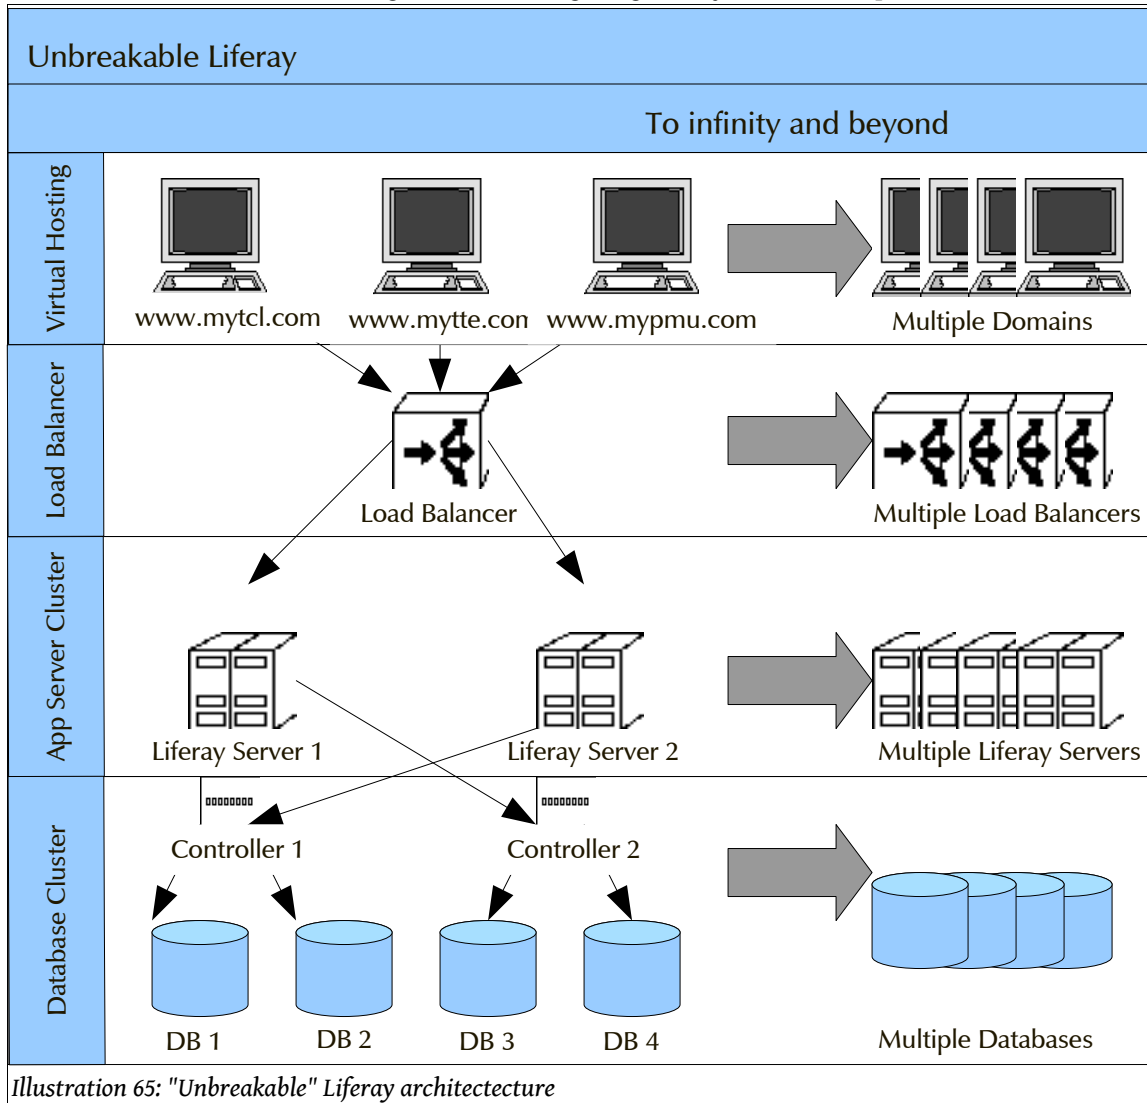 Unbreakable Liferay
To infinity and beyond
Virtual Hosting
www.mytcl.com
www.mytte.com
www.mypmu.com
Multiple Domains
Load Balancer
Load Balancer
Multiple Load Balancers
App Server Cluster
Liferay Server 1
Liferay Server 2
Multiple Liferay Servers
Database Cluster
Controller 1
Controller 2
DB 1
DB 2
DB 3
DB 4
Multiple Databases
Illustration 65: "Unbreakable" Liferay architectecture